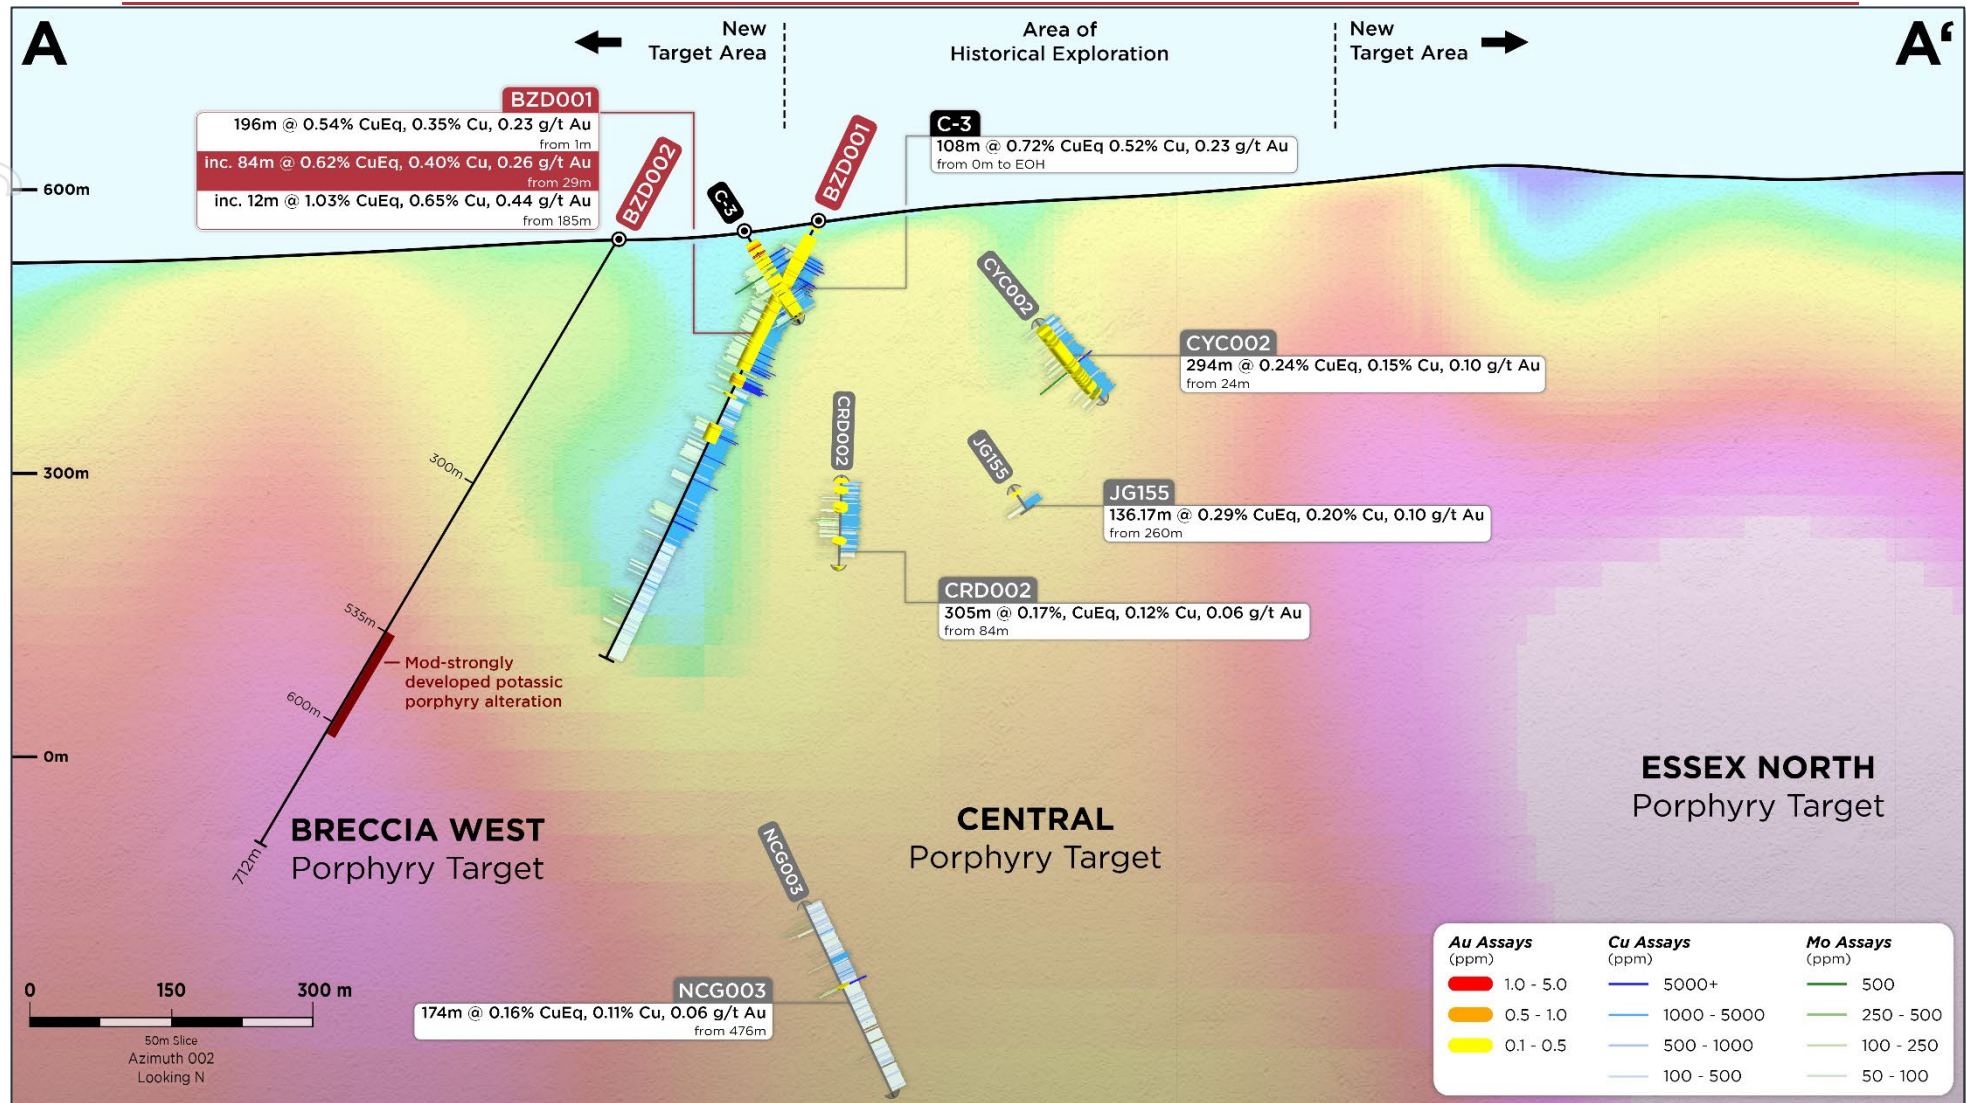 A
New
Target Area
Area of
Historical Exploration
New
Target Area
A‘
BZD001
196m @ 0.54% CuEq, 0.35% Cu, 0.23 g/t Au
from 1m
inc. 84m @ 0.62% CuEq, 0.40% Cu, 0.26 g/t Au
from 29m
inc. 12m @ 1.03% CuEq, 0.65% Cu, 0.44 g/t Au
from 185m
BZD002
C-3
BZD001
C-3
108m @ 0.72% CuEq 0.52% Cu, 0.23 g/t Au
from 0m to EOH
600m
300m
0m
CYC002
CYC002
294m @ 0.24% CuEq, 0.15% Cu, 0.10 g/t Au
from 24m
CRD002
JG155
JG155
136.17m @ 0.29% CuEq, 0.20% Cu, 0.10 g/t Au
from 260m
CRD002
305m @ 0.17%, CuEq, 0.12% Cu, 0.06 g/t Au
from 84m
300m
535m
600m
712m
Mod-strongly
developed potassic
porphyry alteration
BRECCIA WEST
Porphyry Target
CENTRAL
Porphyry Target
ESSEX NORTH
Porphyry Target
NCG003
NCG003
174m @ 0.16% CuEq, 0.11% Cu, 0.06 g/t Au
from 476m
0 150 300 m
50m Slice
Azimuth 002
Looking N
Au Assays Cu Assays Mo Assays
(ppm) (ppm) (ppm)
1.0 - 5.0 5000+ 500
0.5 - 1.0 1000 - 5000 250 - 500
0.1 - 0.5 500 - 1000 100 - 250
100 - 500 50 - 100